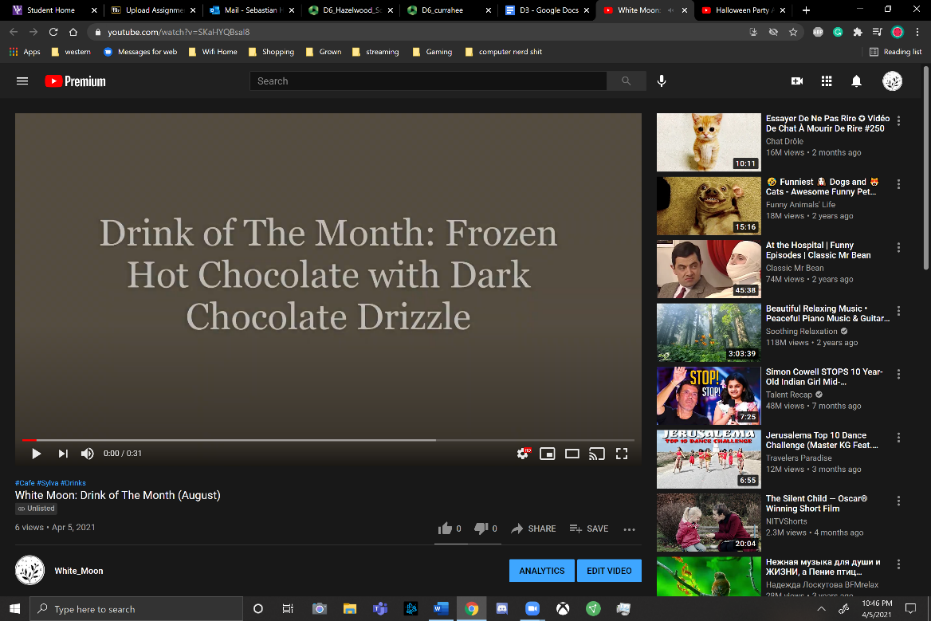 Student Home
Upload Assignme
Mail - Sebastian
D6_Hazelwood_S
D6_currahee
D3 - Google Docs
White Moon:
Halloween Party
youtube.com/watch?v=SKaHYQBsaI8
Apps
western
Messages for web
Wifi Home
Shopping
Grown
streaming
Gaming
computer nerd shit
Reading list
Premium
Search
Drink of The Month: Frozen
Hot Chocolate with Dark
Chocolate Drizzle
0:00 / 0:31
#Cafe #Sylva #Drinks
White Moon: Drink of The Month (August)
Unlisted
6 views • Apr 5, 2021
0
0
SHARE
SAVE
White_Moon
ANALYTICS
EDIT VIDEO
10:11
Essayer De Ne Pas Rire ✪ Vidéo
De Chat À Mourir De Rire #250
Chat Drôle
16M views • 2 months ago
15:16
🤣 Funniest 🐶 Dogs and 😻
Cats - Awesome Funny Pet...
Funny Animals' Life
18M views • 2 years ago
45:38
At the Hospital | Funny
Episodes | Classic Mr Bean
Classic Mr Bean
74M views • 2 years ago
3:03:39
Beautiful Relaxing Music •
Peaceful Piano Music & Guitar...
Soothing Relaxation
118M views • 2 years ago
STOP!
STOP!
7:25
Simon Cowell STOPS 10 Year-
Old Indian Girl Mid-...
Talent Recap
48M views • 7 months ago
JERUSALEMA
TOP 10 DANCE CHALLENGE
6:55
Jerusalema Top 10 Dance
Challenge (Master KG Feat....
Travelers Paradise
12M views • 3 months ago
20:04
The Silent Child — Oscar®
Winning Short Film
NITVShorts
2.3M views • 4 months ago
Нежная музыка для души и
ЖИЗНИ, а Пение птиц...
Надежда Лоскутова BFMrelax
28M views • 3 years ago
Type here to search
10:46 PM
4/5/2021